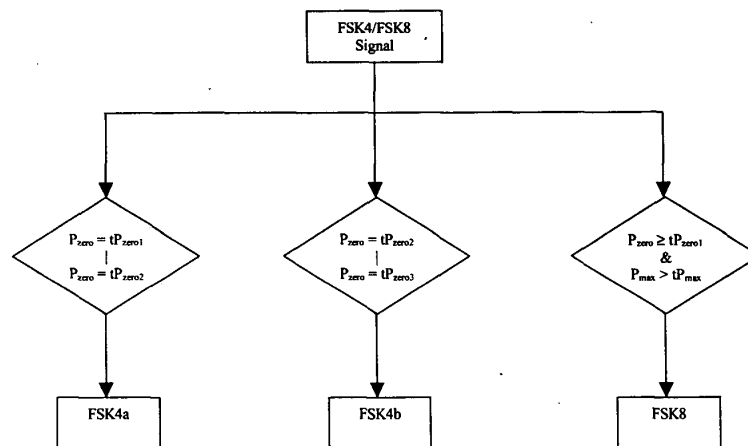 FSK4/FSK8
Signal
P_zero = tP_zero1
|
P_zero = tP_zero2
P_zero = tP_zero2
|
P_zero = tP_zero3
P_zero ≥ tP_zero1
&
P_max > tP_max
FSK4a
FSK4b
FSK8